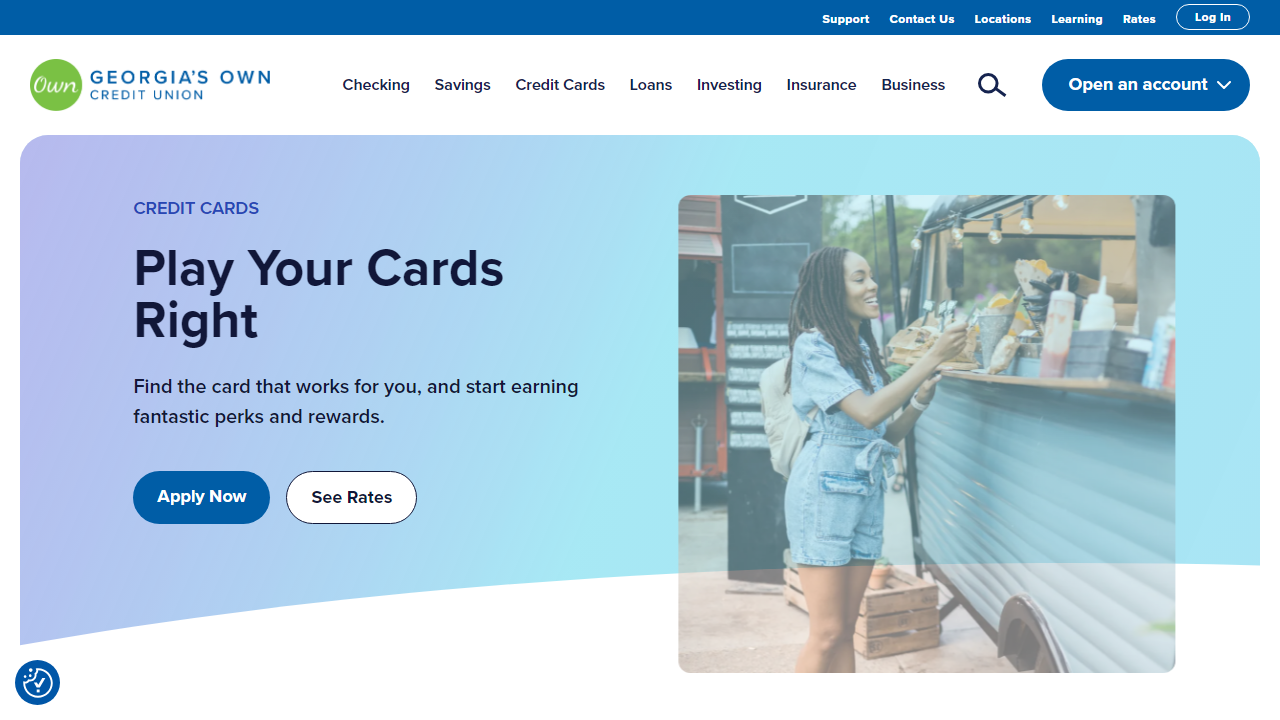 Support Contact Us Locations Learning Rates Log In
Own GEORGIA'S OWN
CREDIT UNION
Checking Savings Credit Cards Loans Investing Insurance Business Open an account
CREDIT CARDS
Play Your Cards
Right
Find the card that works for you, and start earning
fantastic perks and rewards.
Apply Now See Rates